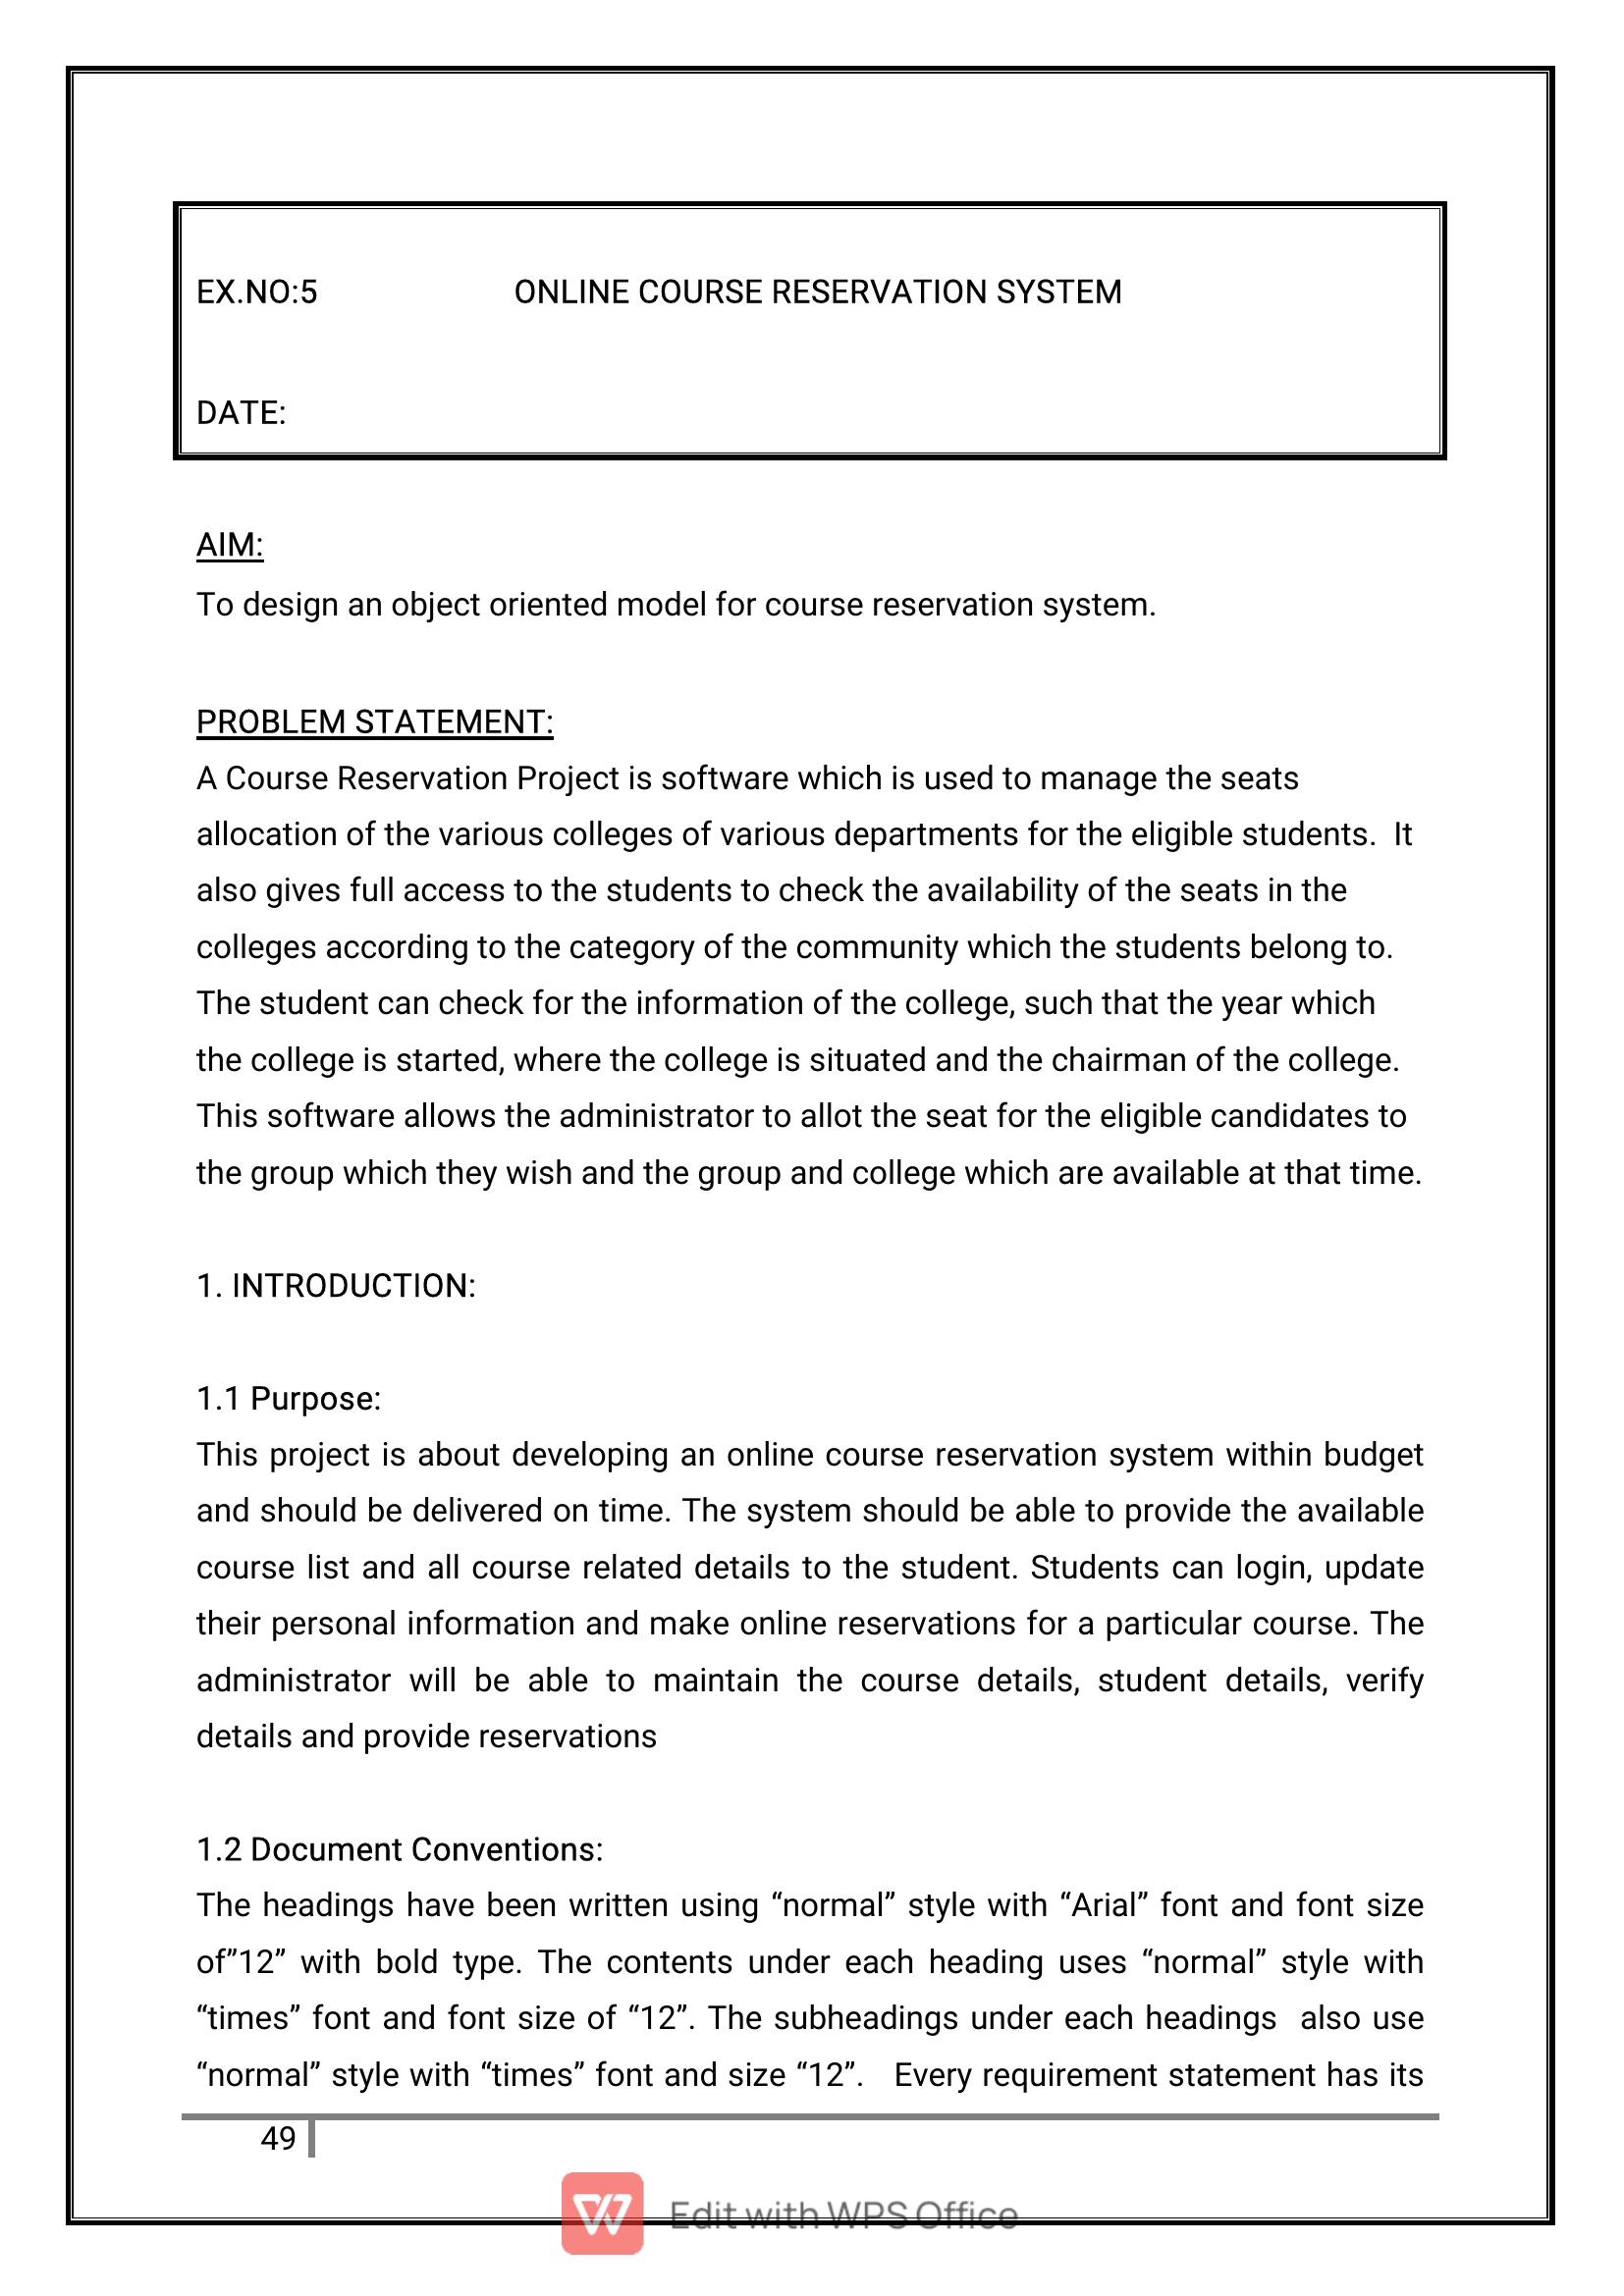 EX.NO:5 ONLINE COURSE RESERVATION SYSTEM
DATE:
AIM:
To design an object oriented model for course reservation system.
PROBLEM STATEMENT:
A Course Reservation Project is software which is used to manage the seats
allocation of the various colleges of various departments for the eligible students.  It
also gives full access to the students to check the availability of the seats in the
colleges according to the category of the community which the students belong to.
The student can check for the information of the college, such that the year which
the college is started, where the college is situated and the chairman of the college.
This software allows the administrator to allot the seat for the eligible candidates to
the group which they wish and the group and college which are available at that time.
1. INTRODUCTION:
1.1 Purpose:
This project is about developing an online course reservation system within budget
and should be delivered on time. The system should be able to provide the available
course list and all course related details to the student. Students can login, update
their personal information and make online reservations for a particular course. The
administrator will be able to maintain the course details, student details, verify
details and provide reservations
1.2 Document Conventions:
The headings have been written using “normal” style with “Arial” font and font size
of”12” with bold type. The contents under each heading uses “normal” style with
“times” font and font size of “12”. The subheadings under each headings  also use
“normal” style with “times” font and size “12”.   Every requirement statement has its
49
Edit with WPS Office